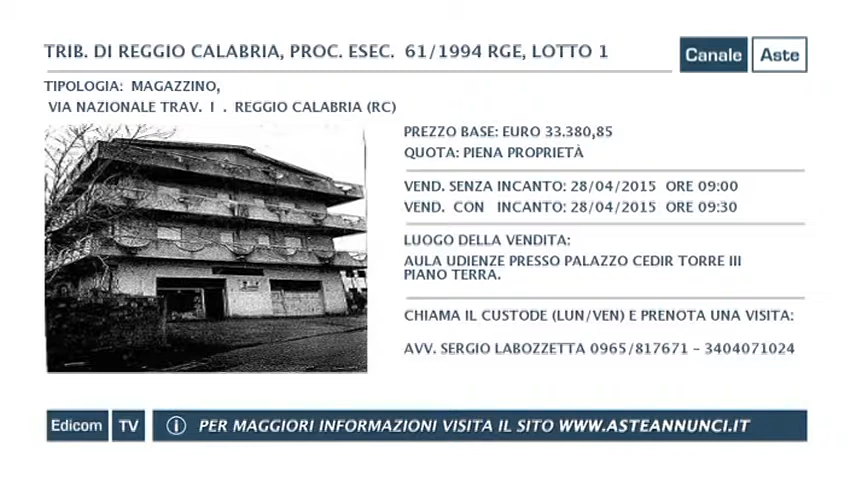 TRIB. DI REGGIO CALABRIA, PROC. ESEC. 61/1994 RGE, LOTTO 1
Canale Aste
TIPOLOGIA: MAGAZZINO,
VIA NAZIONALE TRAV. I . REGGIO CALABRIA (RC)
PREZZO BASE: EURO 33.380,85
QUOTA: PIENA PROPRIETÀ
VEND. SENZA INCANTO: 28/04/2015 ORE 09:00
VEND. CON INCANTO: 28/04/2015 ORE 09:30
LUOGO DELLA VENDITA:
AULA UDIENZE PRESSO PALAZZO CEDIR TORRE III
PIANO TERRA.
CHIAMA IL CUSTODE (LUN/VEN) E PRENOTA UNA VISITA:
AVV. SERGIO LABOZZETTA 0965/817671 – 3404071024
Edicom TV
PER MAGGIORI INFORMAZIONI VISITA IL SITO WWW.ASTEANNUNCI.IT